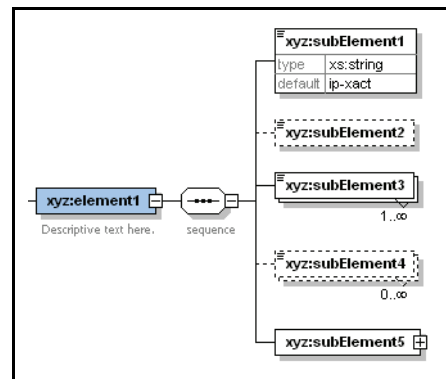 xyz:subElement1
type xs:string
default ip-xact
xyz:subElement2
xyz:element1
Descriptive text here.
sequence
xyz:subElement3
1..∞
xyz:subElement4
0..∞
xyz:subElement5